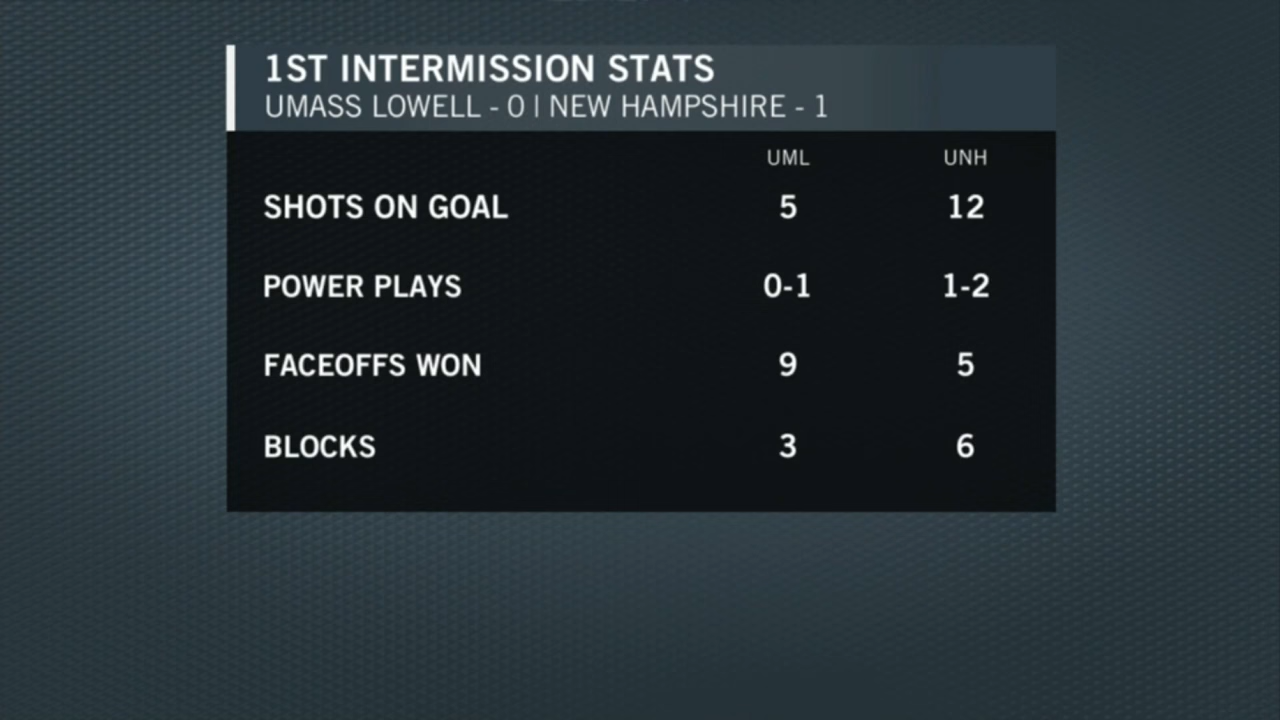 1ST INTERMISSION STATS
UMASS LOWELL - 0 | NEW HAMPSHIRE - 1
UML UNH
SHOTS ON GOAL 5 12
POWER PLAYS 0-1 1-2
FACEOFFS WON 9 5
BLOCKS 3 6